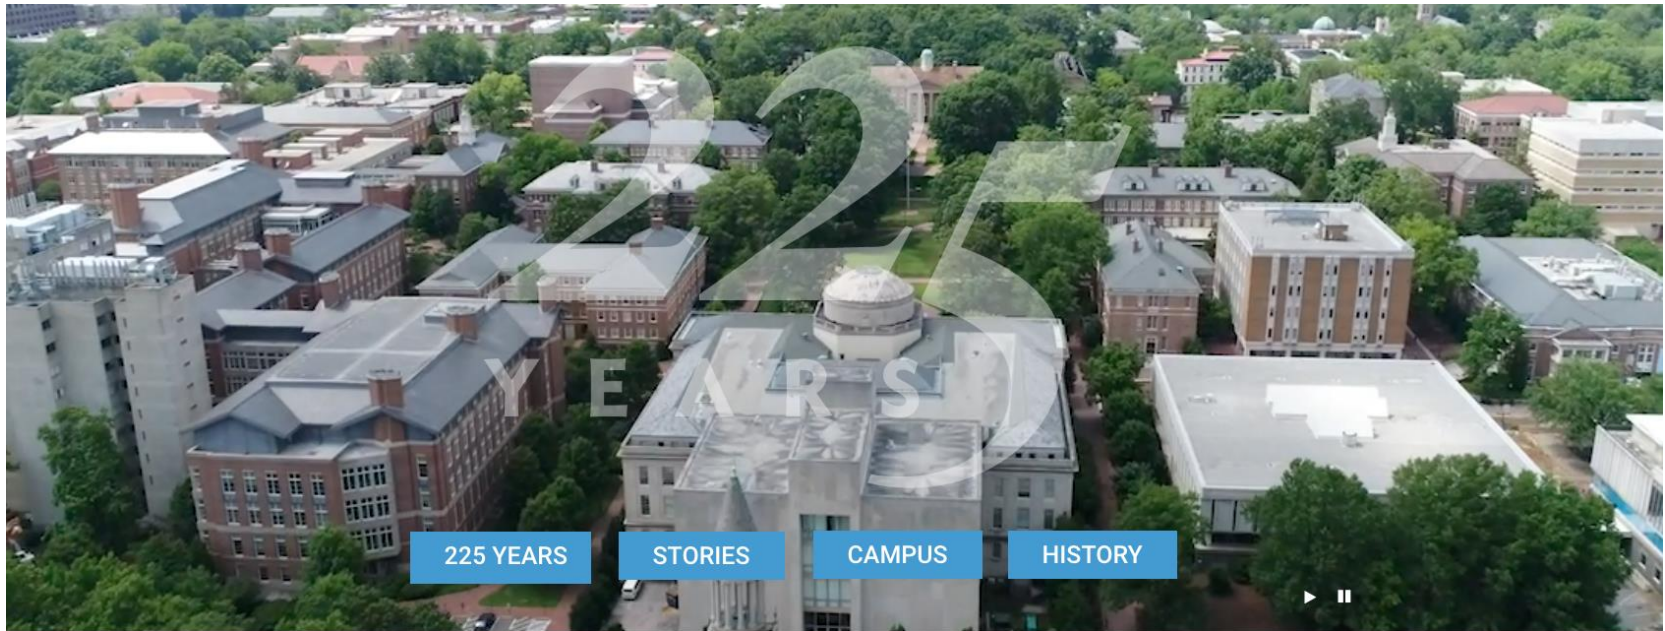 225
YEARS
225 YEARS
STORIES
CAMPUS
HISTORY